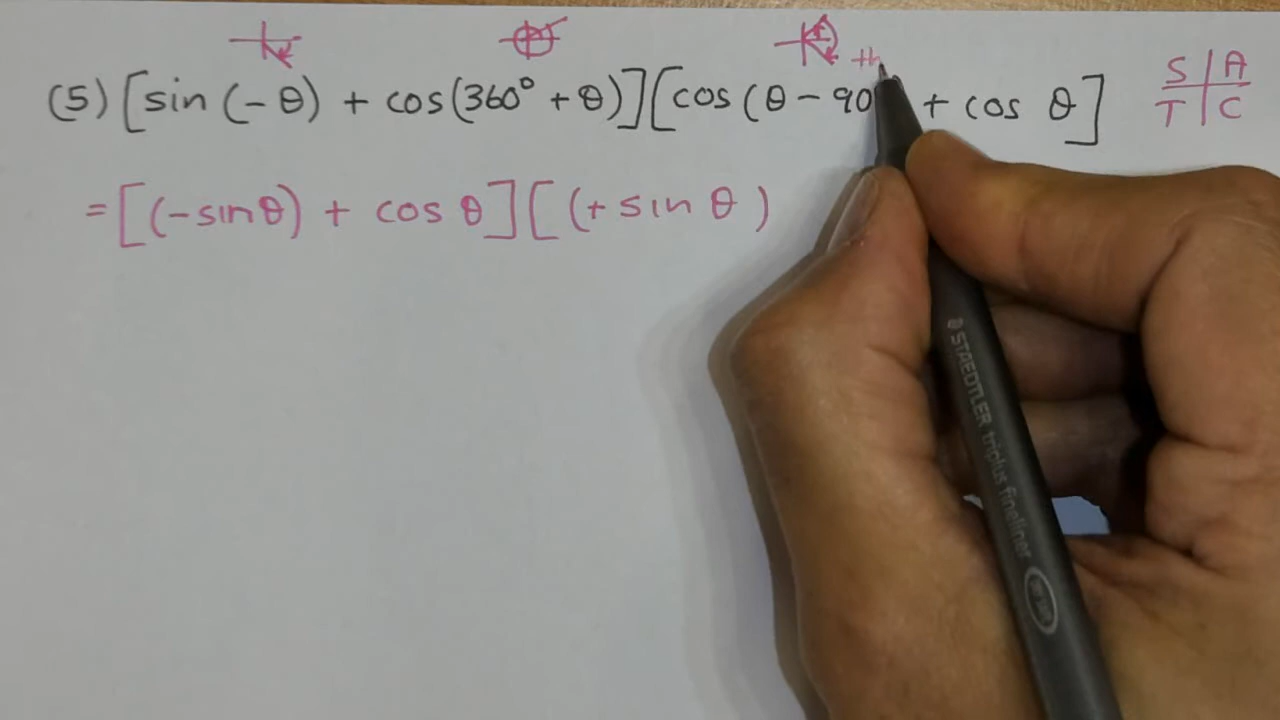 (5) [sin (-θ) + cos(360° + θ)][cos (θ - 90 + cos θ]
S A
T C
= [(-sinθ) + cos θ][(+ sin θ)
STAEDTLER triplus fineliner